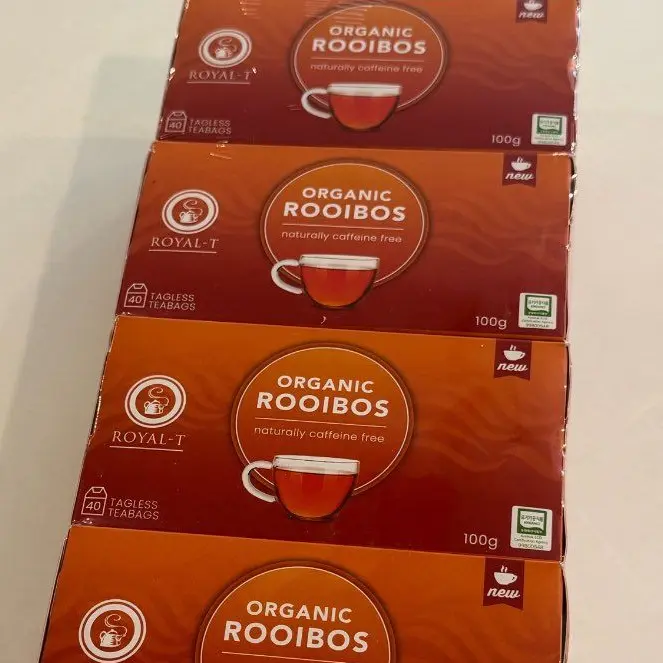 new
ORGANIC
ROOIBOS
naturally caffeine free
ROYAL-T
40 TAGLESS
TEABAGS
100g
new
ORGANIC
ROOIBOS
naturally caffeine free
ROYAL-T
40 TAGLESS
TEABAGS
100g
new
ORGANIC
ROOIBOS
naturally caffeine free
ROYAL-T
40 TAGLESS
TEABAGS
100g
new
ORGANIC
ROOIBOS